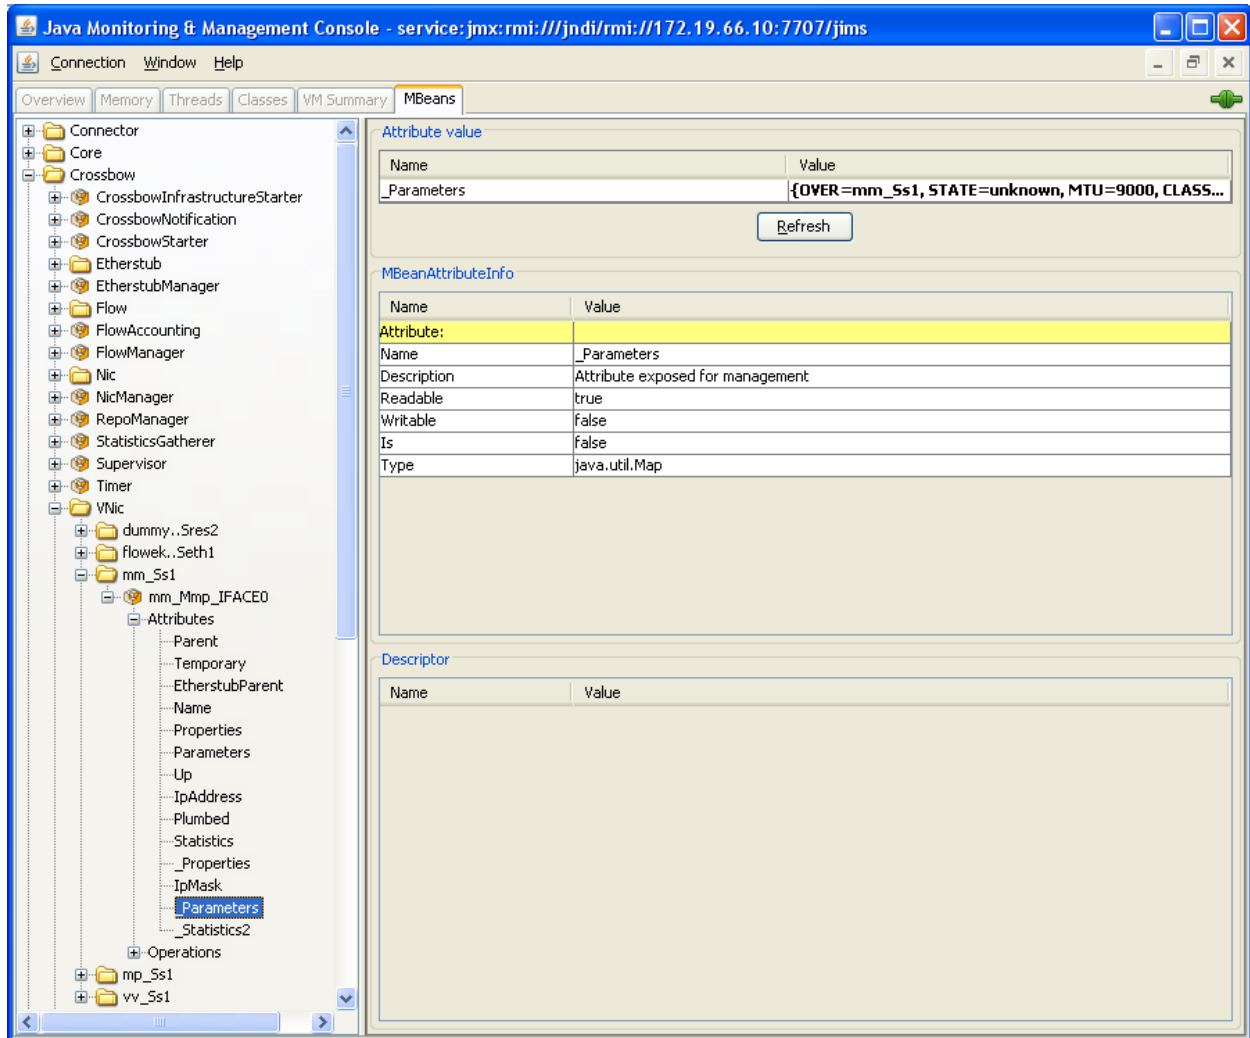 Java Monitoring & Management Console - service:jmx:rmi:///jndi/rmi://172.19.66.10:7707/jims
Connection Window Help
Overview Memory Threads Classes VM Summary MBeans
Connector
Core
Crossbow
CrossbowInfrastructureStarter
CrossbowNotification
CrossbowStarter
Etherstub
EtherstubManager
Flow
FlowAccounting
FlowManager
Nic
NicManager
RepoManager
StatisticsGatherer
Supervisor
Timer
VNic
dummy..Sres2
flowek..Seth1
mm_Ss1
mm_Mmp_IFACE0
Attributes
Parent
Temporary
EtherstubParent
Name
Properties
Parameters
Up
IpAddress
Plumbed
Statistics
_Properties
IpMask
_Parameters
_Statistics2
Operations
mp_Ss1
vv_Ss1
Attribute value
Name Value
_Parameters {OVER=mm_Ss1, STATE=unknown, MTU=9000, CLASS...
Refresh
MBeanAttributeInfo
Name Value
Attribute:
Name _Parameters
Description Attribute exposed for management
Readable true
Writable false
Is false
Type java.util.Map
Descriptor
Name Value